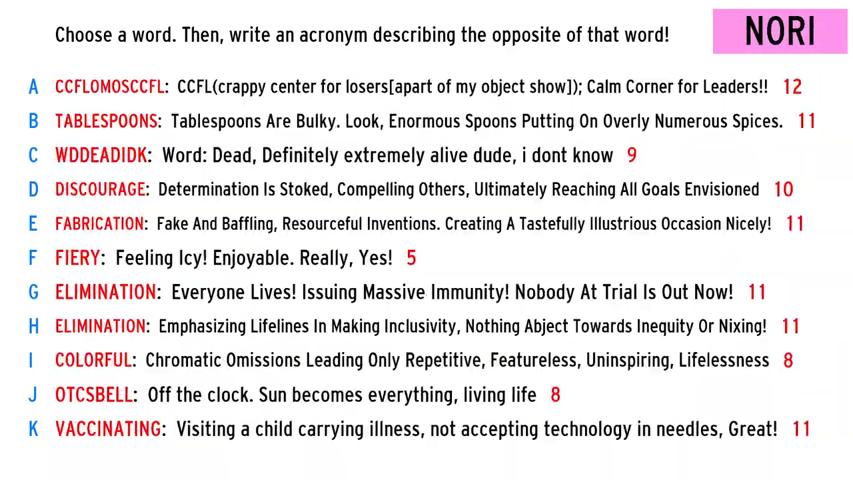 Choose a word. Then, write an acronym describing the opposite of that word!
NORI
A CCFLOMOSCCFL: CCFL(crappy center for losers[apart of my object show]); Calm Corner for Leaders!! 12
B TABLESPOONS: Tablespoons Are Bulky. Look, Enormous Spoons Putting On Overly Numerous Spices. 11
C WDDEADIDK: Word: Dead, Definitely extremely alive dude, i dont know 9
D DISCOURAGE: Determination Is Stoked, Compelling Others, Ultimately Reaching All Goals Envisioned 10
E FABRICATION: Fake And Baffling, Resourceful Inventions. Creating A Tastefully Illustrious Occasion Nicely! 11
F FIERY: Feeling Icy! Enjoyable. Really, Yes! 5
G ELIMINATION: Everyone Lives! Issuing Massive Immunity! Nobody At Trial Is Out Now! 11
H ELIMINATION: Emphasizing Lifelines In Making Inclusivity, Nothing Abject Towards Inequity Or Nixing! 11
I COLORFUL: Chromatic Omissions Leading Only Repetitive, Featureless, Uninspiring, Lifelessness 8
J OTCSBELL: Off the clock. Sun becomes everything, living life 8
K VACCINATING: Visiting a child carrying illness, not accepting technology in needles, Great! 11